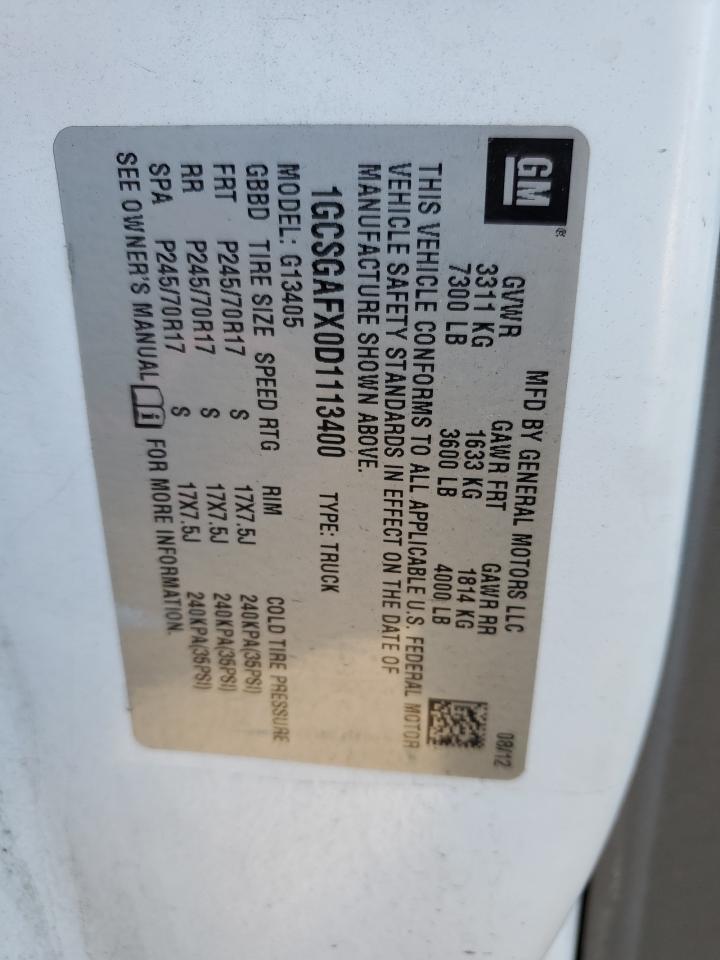 GM®
MFD BY GENERAL MOTORS LLC
08/12
GVWR GAWR FRT GAWR RR
3311 KG 1633 KG 1814 KG
7300 LB 3600 LB 4000 LB
THIS VEHICLE CONFORMS TO ALL APPLICABLE U.S. FEDERAL MOTOR
VEHICLE SAFETY STANDARDS IN EFFECT ON THE DATE OF
MANUFACTURE SHOWN ABOVE.
1GCSGAFX0D1113400 TYPE: TRUCK
MODEL: G13405
GBBD TIRE SIZE SPEED RTG RIM COLD TIRE PRESSURE
FRT P245/70R17 S 17X7.5J 240KPA(35PSI)
RR P245/70R17 S 17X7.5J 240KPA(35PSI)
SPA P245/70R17 S 17X7.5J 240KPA(35PSI)
SEE OWNER'S MANUAL FOR MORE INFORMATION.